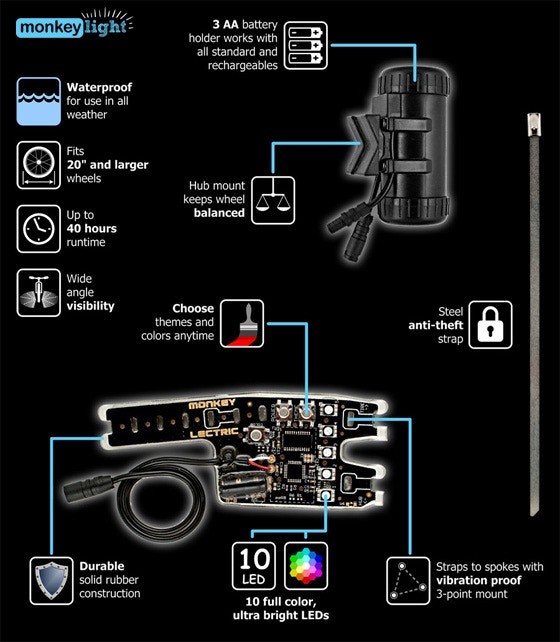 monkeylight
3 AA battery
holder works with
all standard and
rechargeables
Waterproof
for use in all
weather
Fits
20" and larger
wheels
Hub mount
keeps wheel
balanced
Up to
40 hours
runtime
Wide
angle
visibility
Choose
themes and
colors anytime
Steel
anti-theft
strap
MONKEY
LECTRIC
Durable
solid rubber
construction
10
LED
10 full color,
ultra bright LEDs
Straps to spokes with
vibration proof
3-point mount